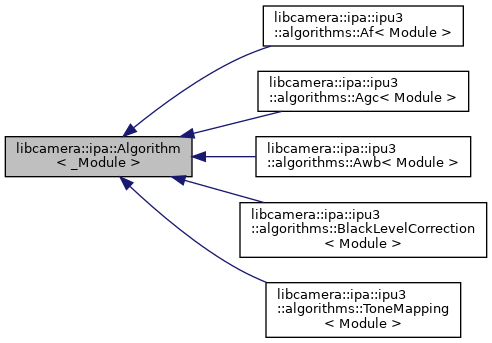 libcamera::ipa::ipu3
::algorithms::Af< Module >
libcamera::ipa::ipu3
::algorithms::Agc< Module >
libcamera::ipa::Algorithm
< _Module >
libcamera::ipa::ipu3
::algorithms::Awb< Module >
libcamera::ipa::ipu3
::algorithms::BlackLevelCorrection
< Module >
libcamera::ipa::ipu3
::algorithms::ToneMapping
< Module >